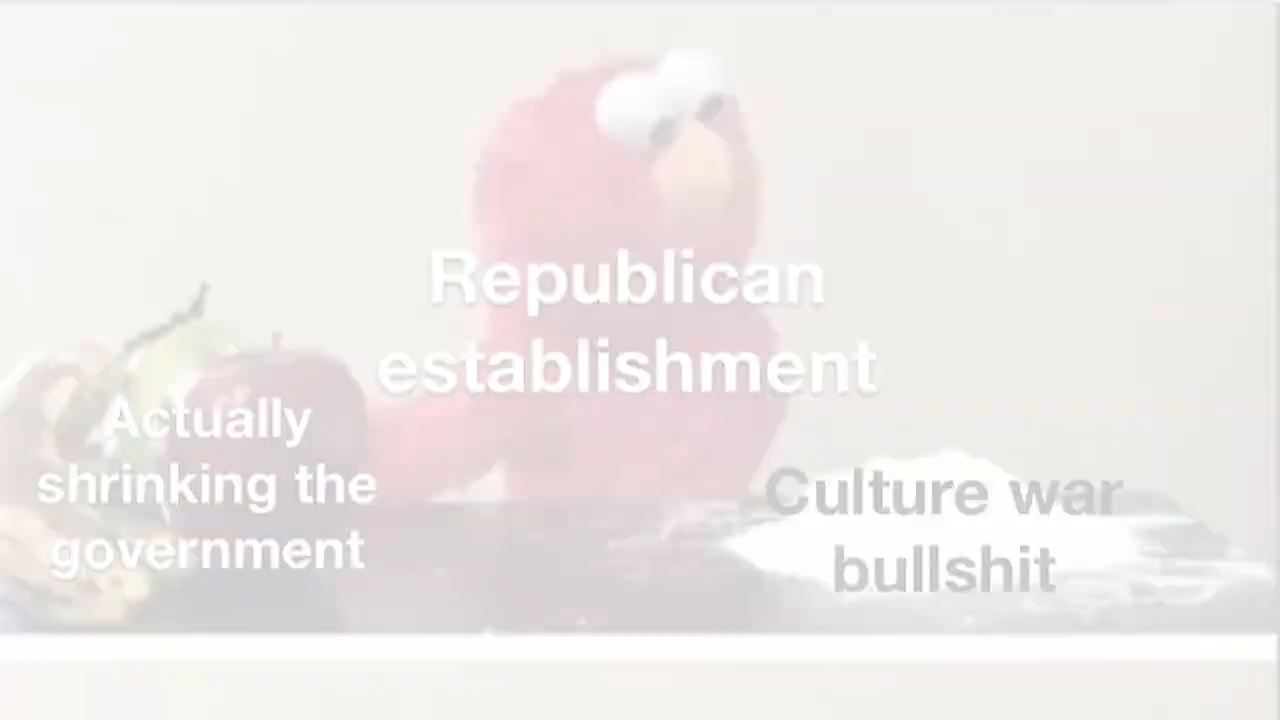 Republican
establishment
Actually
shrinking the
government
Culture war
bullshit